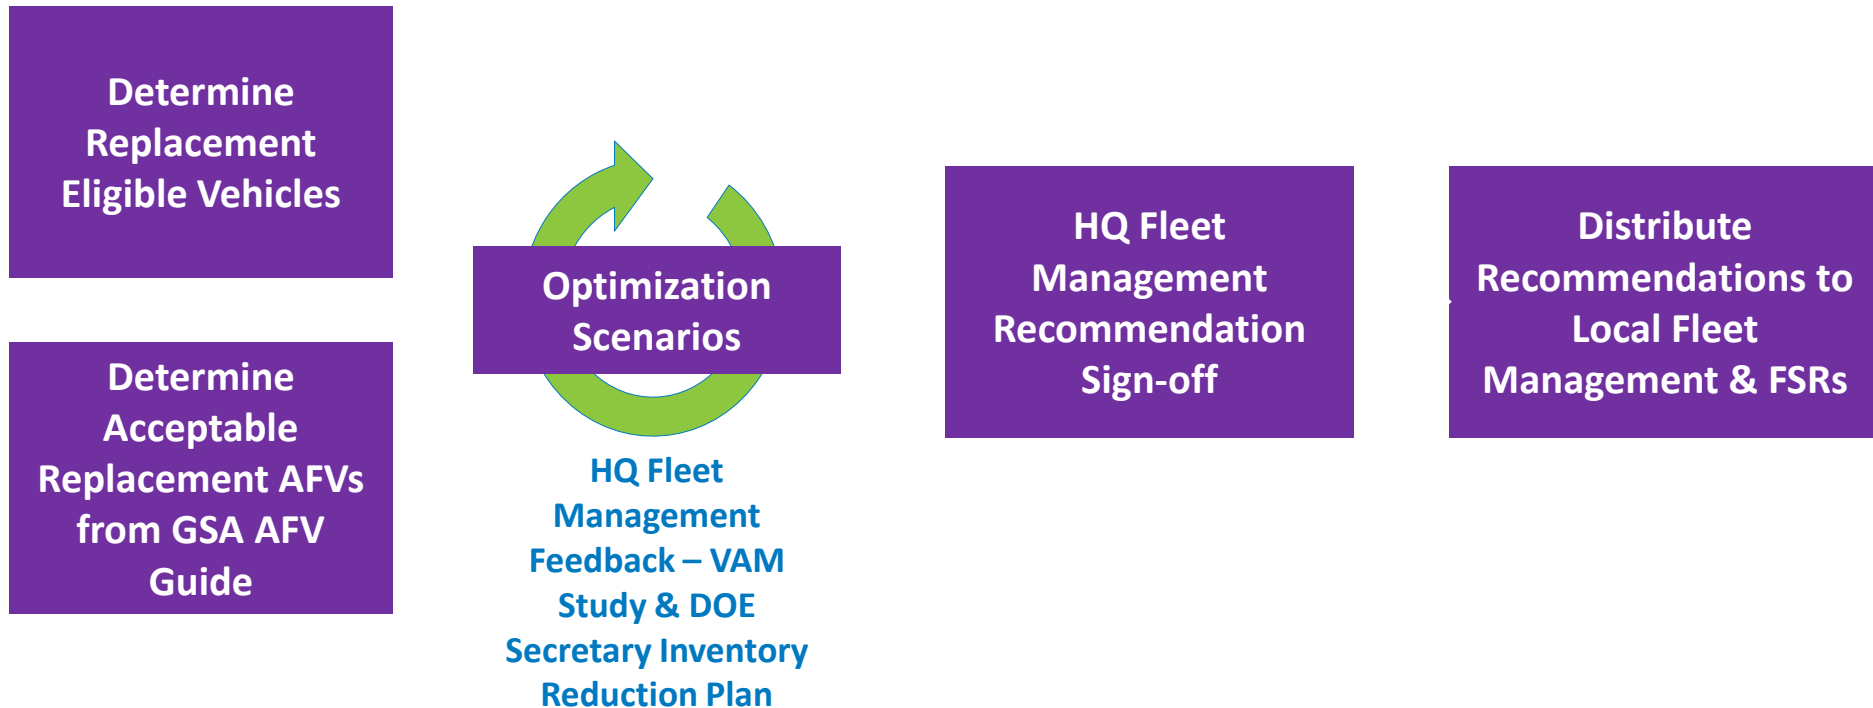 Determine
Replacement
Eligible Vehicles
Determine
Acceptable
Replacement AFVs
from GSA AFV
Guide
Optimization
Scenarios
HQ Fleet
Management
Feedback – VAM
Study & DOE
Secretary Inventory
Reduction Plan
HQ Fleet
Management
Recommendation
Sign-off
Distribute
Recommendations to
Local Fleet
Management & FSRs